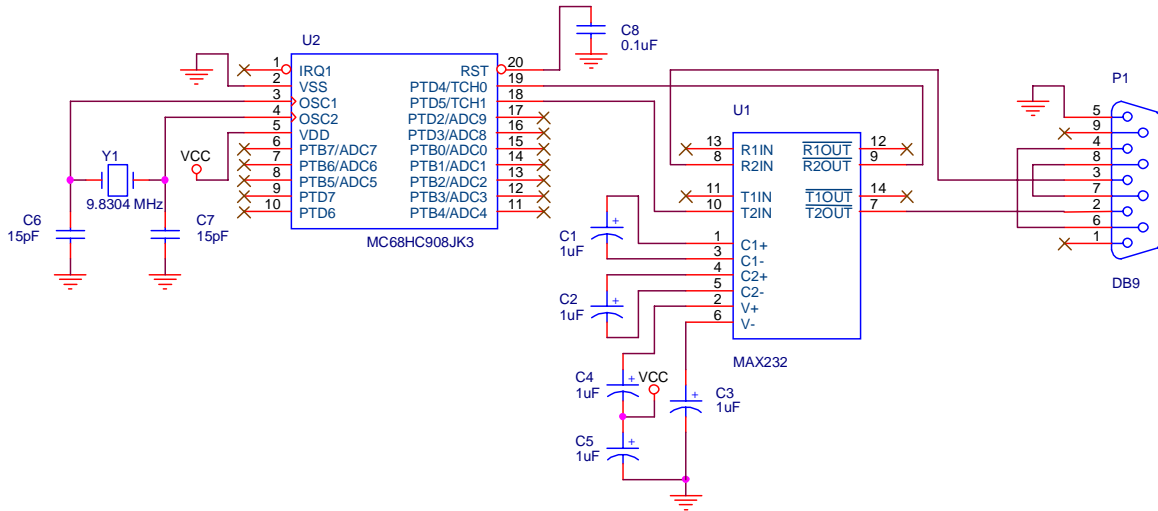 C8
0.1uF
U2
1 IRQ1 RST 20
2 VSS PTD4/TCH0 19
3 OSC1 PTD5/TCH1 18
4 OSC2 PTD2/ADC9 17
5 VDD PTD3/ADC8 16
6 PTB7/ADC7 PTB0/ADC0 15
7 PTB6/ADC6 PTB1/ADC1 14
8 PTB5/ADC5 PTB2/ADC2 13
9 PTD7 PTB3/ADC3 12
10 PTD6 PTB4/ADC4 11
MC68HC908JK3
VCC
Y1
9.8304 MHz
C6
15pF
C7
15pF
U1
13 R1IN R1OUT 12
8 R2IN R2OUT 9
11 T1IN T1OUT 14
10 T2IN T2OUT 7
1 C1+
3 C1-
4 C2+
5 C2-
2 V+
6 V-
MAX232
C1
1uF
+
C2
1uF
+
C4
1uF
+
VCC
C3
1uF
+
C5
1uF
+
P1
5
9
4
8
3
7
2
6
1
DB9